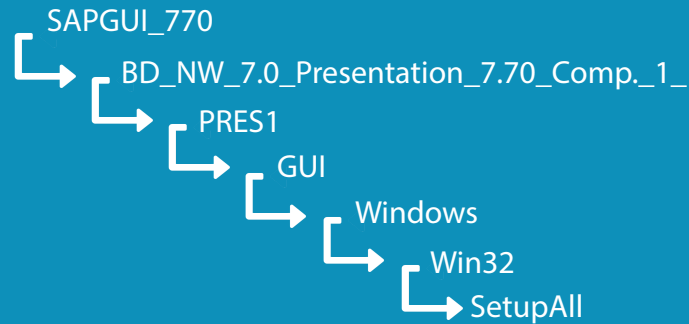 SAPGUI_770
BD_NW_7.0_Presentation_7.70_Comp._1_
PRES1
GUI
Windows
Win32
SetupAll